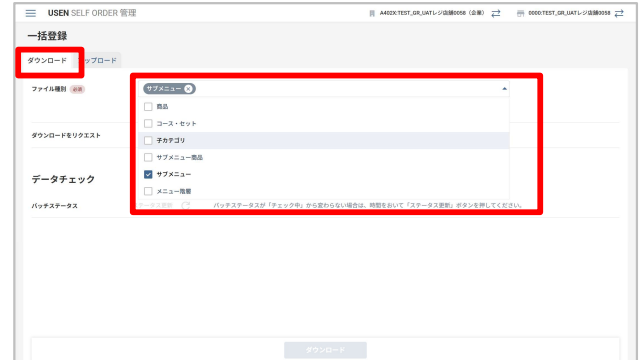 USEN SELF ORDER 管理
A402X:TEST_GR_UATレジ店舗0058（企業）
0000:TEST_GR_UATレジ店舗0058
一括登録
ダウンロード
ップロード
ファイル種別 必須
サブメニュー
商品
コース・セット
ダウンロードをリクエスト
子カテゴリ
サブメニュー商品
データチェック
サブメニュー
メニュー階層
バッチステータス
テータス更新
バッチステータスが「チェック中」から変わらない場合は、時間をおいて「ステータス更新」ボタンを押してください。
ダウンロード